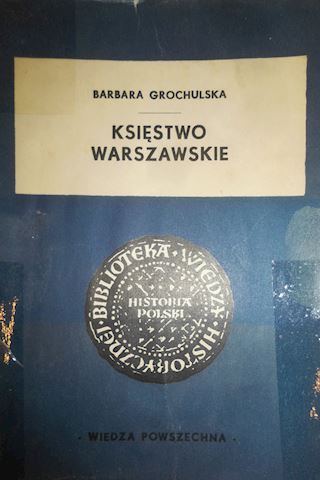 BARBARA GROCHULSKA
KSIĘSTWO
WARSZAWSKIE
BIBLIOTEKA · WIEDZY · HISTORYCZNEJ
HISTORIA
POLSKI
· WIEDZA POWSZECHNA ·